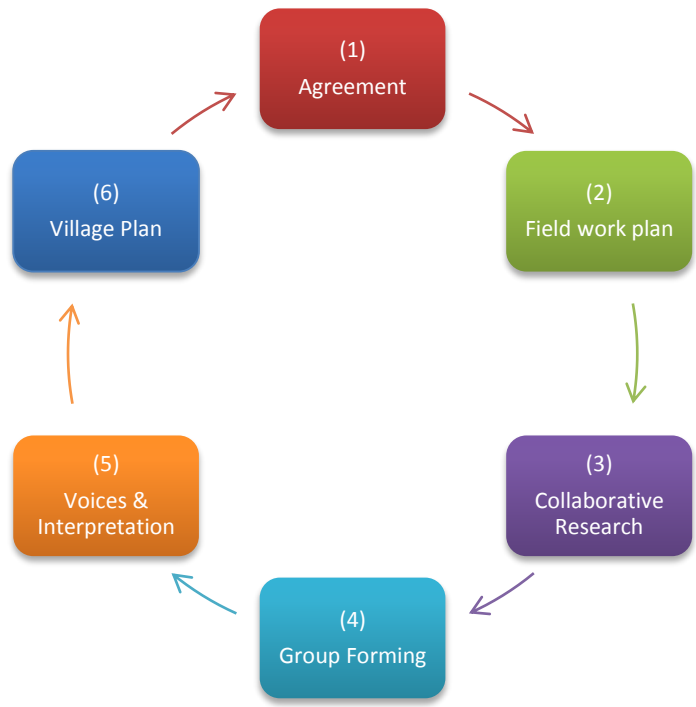 (1)
Agreement
(2)
Field work plan
(3)
Collaborative
Research
(4)
Group Forming
(5)
Voices &
Interpretation
(6)
Village Plan